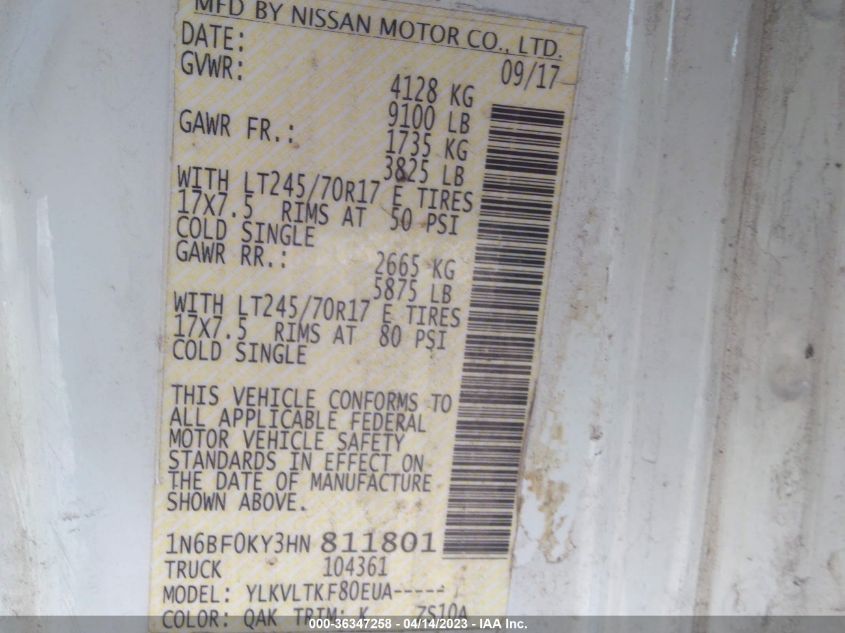 MFD BY NISSAN MOTOR CO., LTD.
DATE: 09/17
GVWR: 4128 KG
9100 LB
GAWR FR.: 1735 KG
3825 LB
WITH LT245/70R17 E TIRES
17X7.5 RIMS AT 50 PSI
COLD SINGLE
GAWR RR.: 2665 KG
5875 LB
WITH LT245/70R17 E TIRES
17X7.5 RIMS AT 80 PSI
COLD SINGLE
THIS VEHICLE CONFORMS TO
ALL APPLICABLE FEDERAL
MOTOR VEHICLE SAFETY
STANDARDS IN EFFECT ON
THE DATE OF MANUFACTURE
SHOWN ABOVE.
1N6BF0KY3HN 811801
TRUCK 104361
MODEL: YLKVLTKF80EUA-----
COLOR: QAK TRIM: K ZS10A
000-36347258 - 04/14/2023 - IAA Inc.